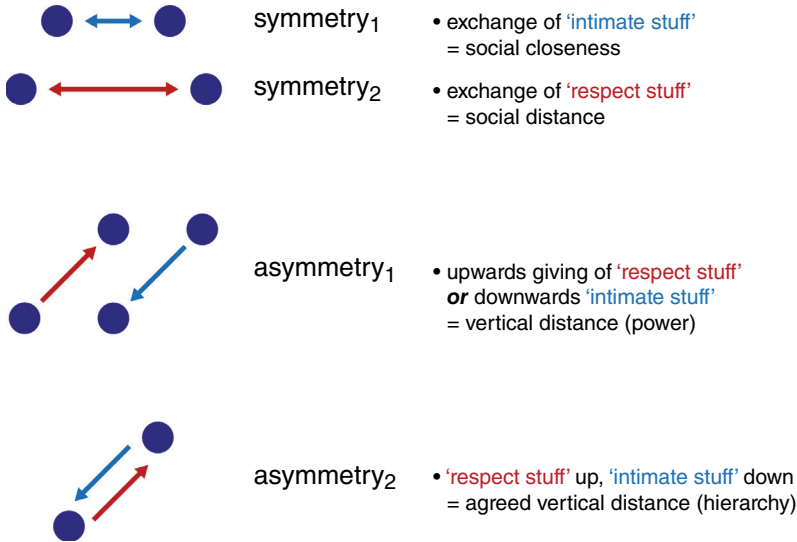 symmetry₁ • exchange of ‘intimate stuff’
= social closeness
symmetry₂ • exchange of ‘respect stuff’
= social distance
asymmetry₁ • upwards giving of ‘respect stuff’
or downwards ‘intimate stuff’
= vertical distance (power)
asymmetry₂ • ‘respect stuff’ up, ‘intimate stuff’ down
= agreed vertical distance (hierarchy)